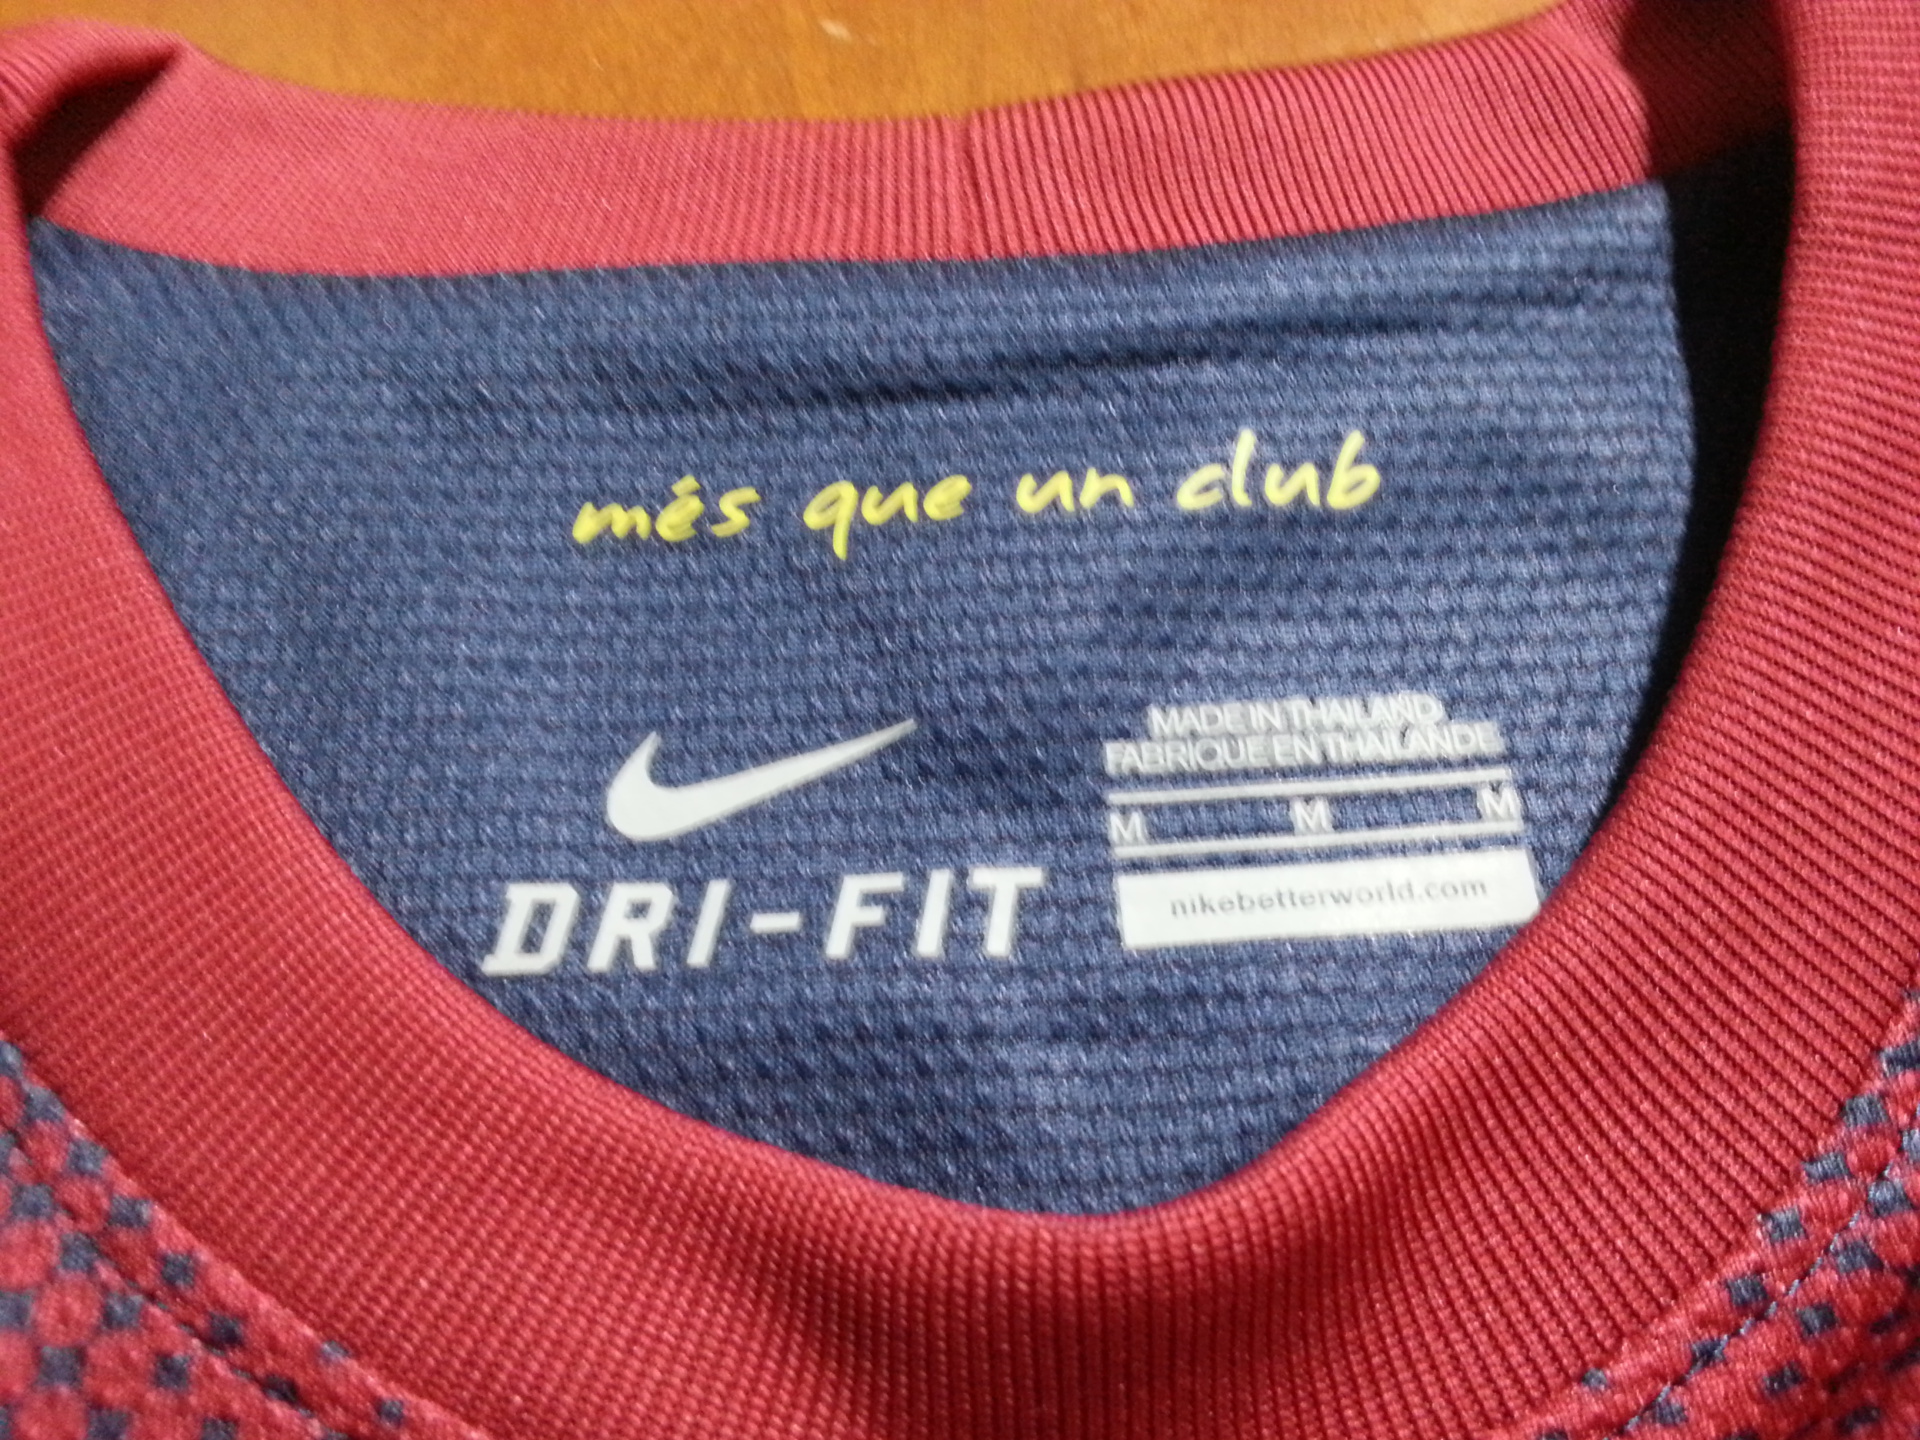 més que un club
DRI-FIT
MADE IN THAILAND
FABRIQUE EN THAILANDE
M M M
nikebetterworld.com